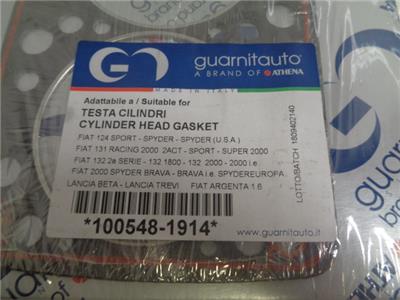 guarnitauto
A BRAND OF ATHENA
MADE IN ITALY
Adattabile a / Suitable for
TESTA CILINDRI
CYLINDER HEAD GASKET
FIAT 124 SPORT - SPYDER - SPYDER (U.S.A.)
FIAT 131 RACING 2000 2ACT - SPORT - SUPER 2000
FIAT 132 2a SERIE - 132 1800 - 132 2000 - 2000 i.e.
FIAT 2000 SPYDER BRAVA - BRAVA i.e. SPYDEREUROPA
LANCIA BETA - LANCIA TREVI FIAT ARGENTA 1.6
*100548-1914*
www.guarnitauto.it
LOTTO/BATCH 1809402140